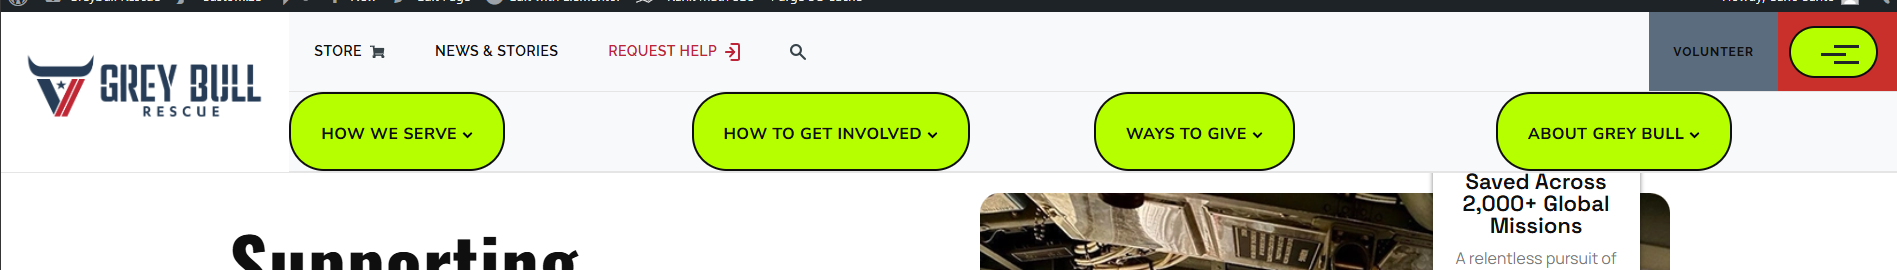 STORE
NEWS & STORIES
REQUEST HELP
VOLUNTEER
GREY BULL
RESCUE
HOW WE SERVE
HOW TO GET INVOLVED
WAYS TO GIVE
ABOUT GREY BULL
Saved Across
2,000+ Global
Missions
A relentless pursuit of
Supporting